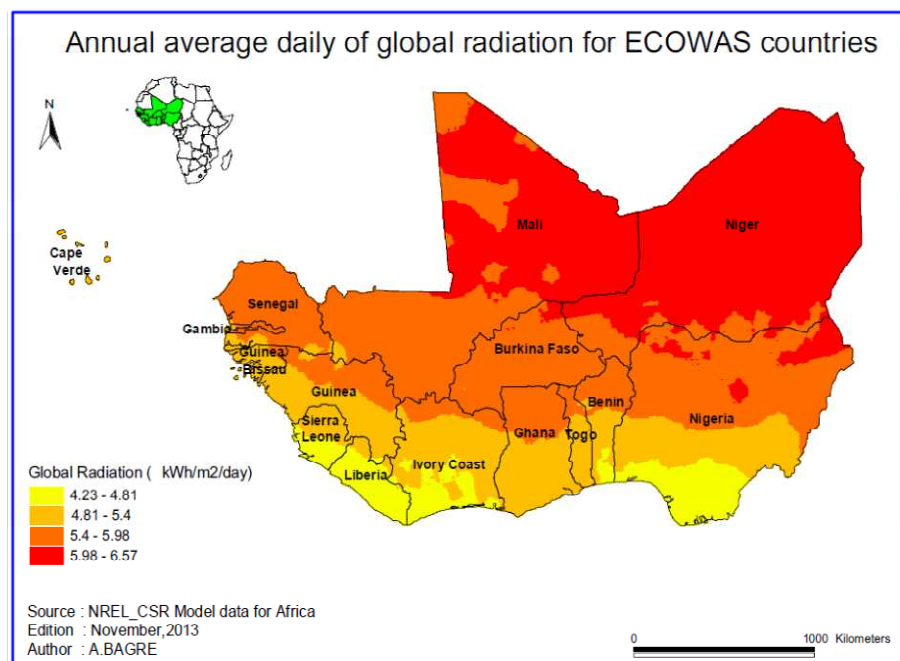 Annual average daily of global radiation for ECOWAS countries
N
Mali
Niger
Cape
Verde
Senegal
Gambia
Guinea
Bissau
Burkina Faso
Guinea
Benin
Nigeria
Sierra
Leone
Ghana
Togo
Ivory Coast
Liberia
Global Radiation ( kWh/m2/day)
4.23 - 4.81
4.81 - 5.4
5.4 - 5.98
5.98 - 6.57
Source : NREL_CSR Model data for Africa
Edition : November,2013
Author : A.BAGRE
0 1000 Kilometers